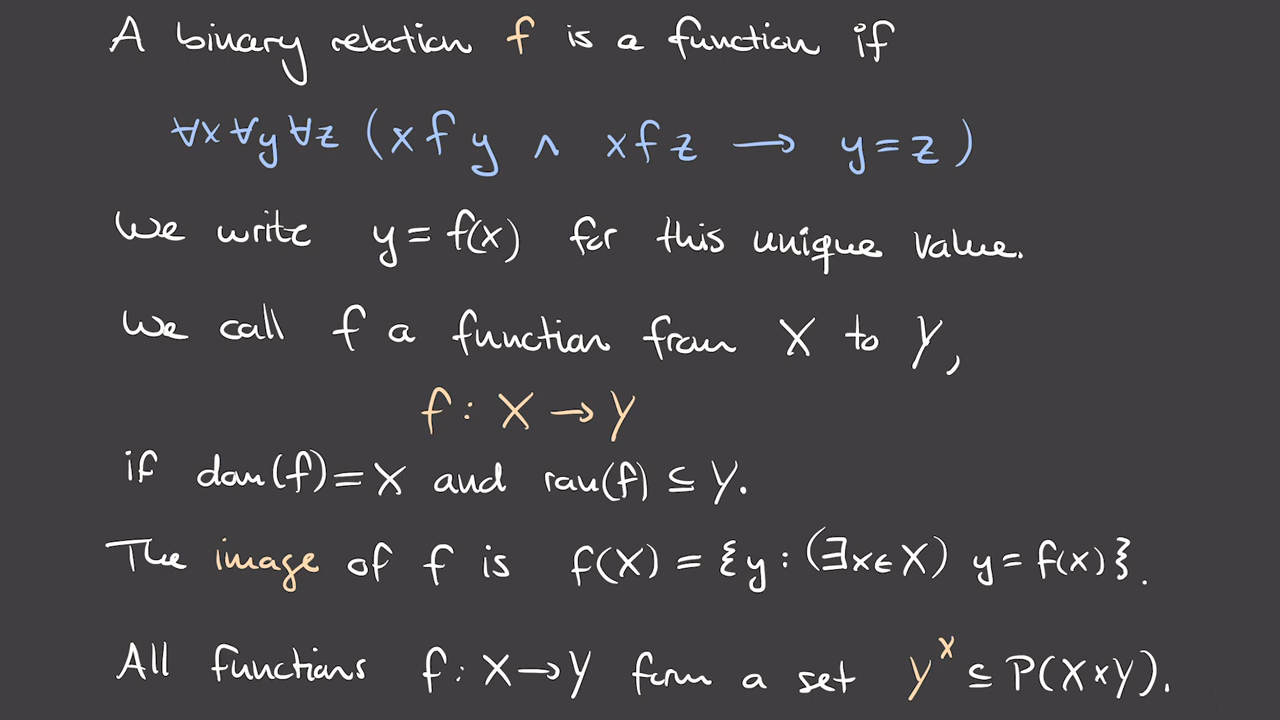 A binary relation f is a function if
∀x ∀y ∀z (x f y ∧ x f z → y = z)
We write y = f(x) for this unique value.
We call f a function from X to Y,
f : X → Y
if dom(f) = X and ran(f) ⊆ Y.
The image of f is f(X) = {y : (∃x ∈ X) y = f(x)}.
All functions f : X → Y form a set Y^X ⊆ P(X × Y).